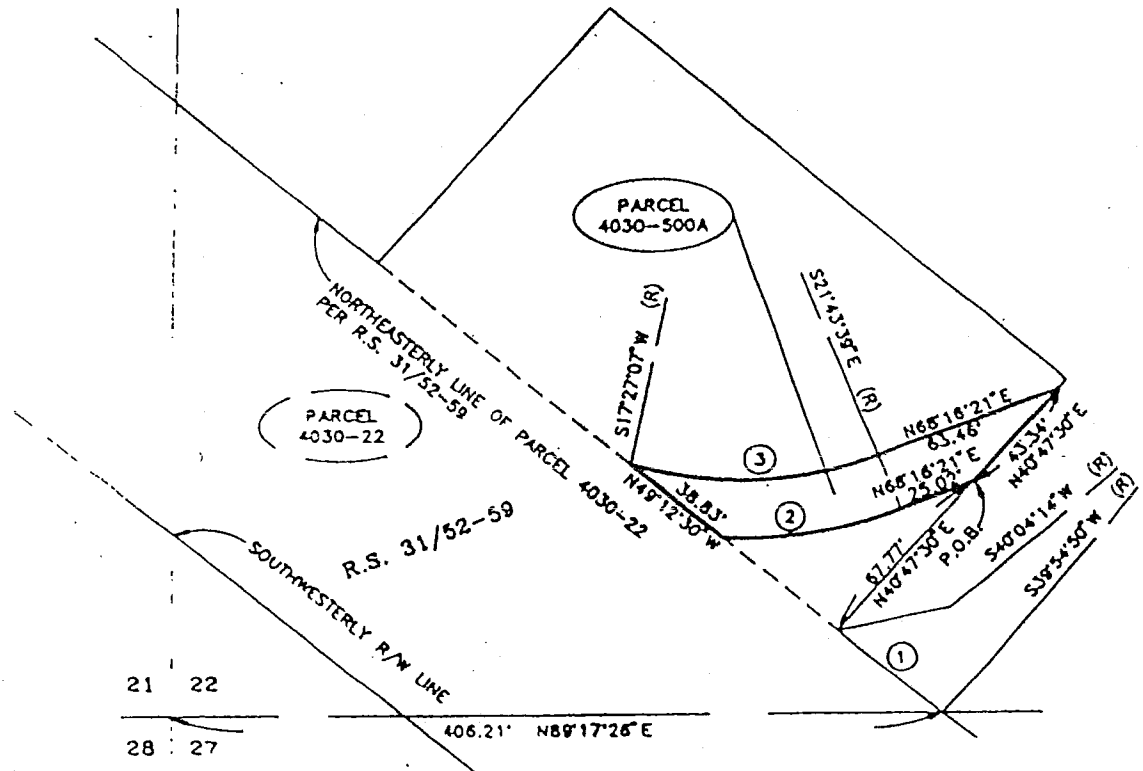 PARCEL
4030-500A
S17°27'07"W (R)
S21°43'39"E (R)
NORTHEASTERLY LINE OF PARCEL 4030-22
PER R.S. 31/52-59
PARCEL
4030-22
3
N68°16'21"E
63.46'
43.34'
N40°47'30"E
38.83'
N49°12'30"W
2
N68°16'21"E
25.03'
67.77'
N40°47'30"E
P.O.B.
S40°04'14"W (R)
S39°54'50"W (R)
R.S. 31/52-59
SOUTHWESTERLY R/W LINE
1
21 22
28 27
406.21' N89°17'26"E